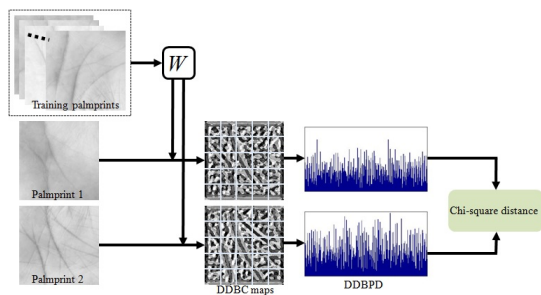 W
Training palmprints
Palmprint 1
Chi-square distance
Palmprint 2
DDBC maps
DDBPD